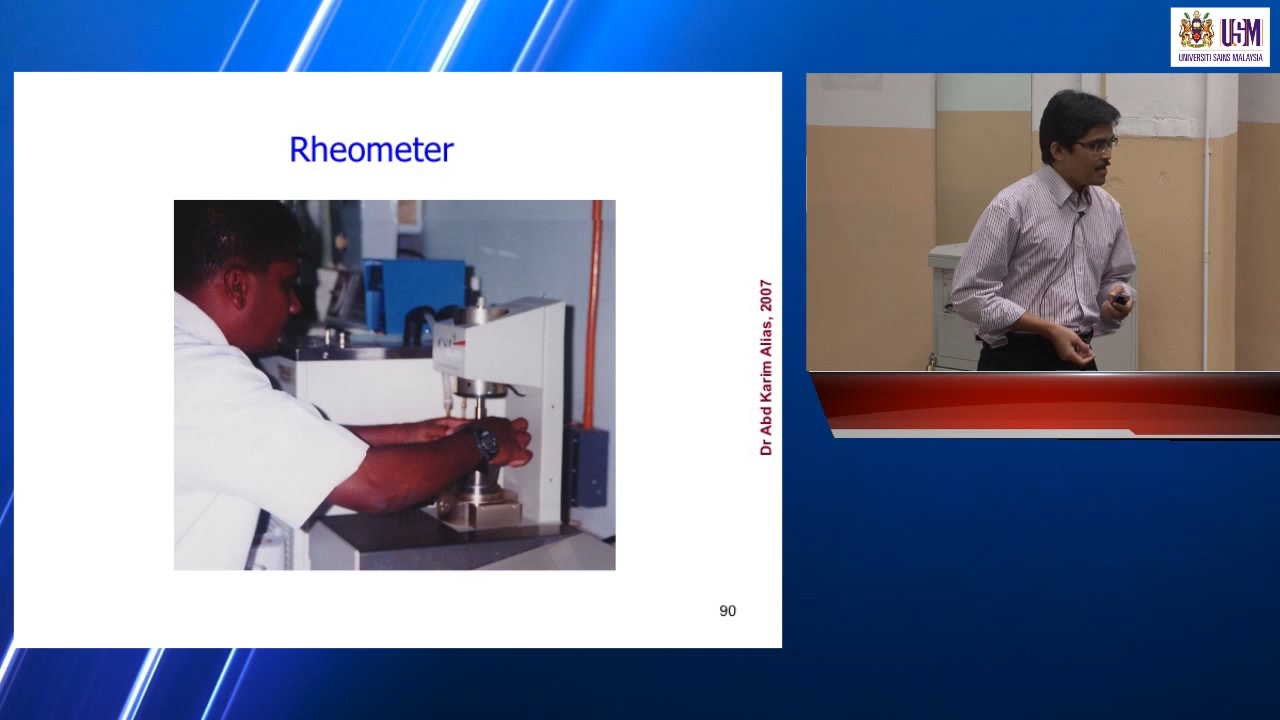 USM
UNIVERSITI SAINS MALAYSIA
Rheometer
Dr Abd Karim Alias, 2007
90